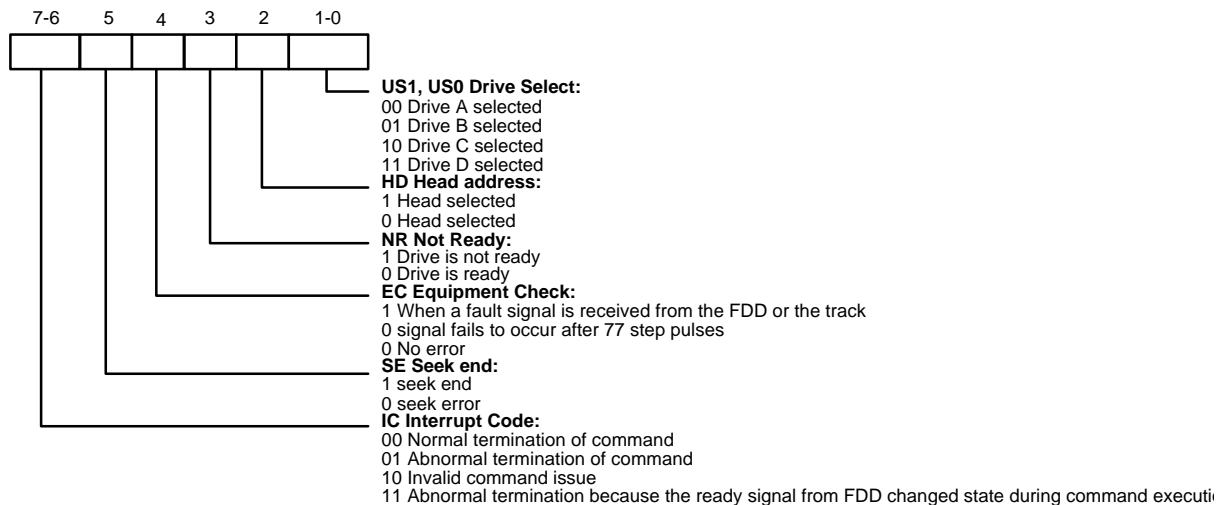 7-6 5 4 3 2 1-0
US1, US0 Drive Select:
00 Drive A selected
01 Drive B selected
10 Drive C selected
11 Drive D selected
HD Head address:
1 Head selected
0 Head selected
NR Not Ready:
1 Drive is not ready
0 Drive is ready
EC Equipment Check:
1 When a fault signal is received from the FDD or the track
0 signal fails to occur after 77 step pulses
0 No error
SE Seek end:
1 seek end
0 seek error
IC Interrupt Code:
00 Normal termination of command
01 Abnormal termination of command
10 Invalid command issue
11 Abnormal termination because the ready signal from FDD changed state during command executi